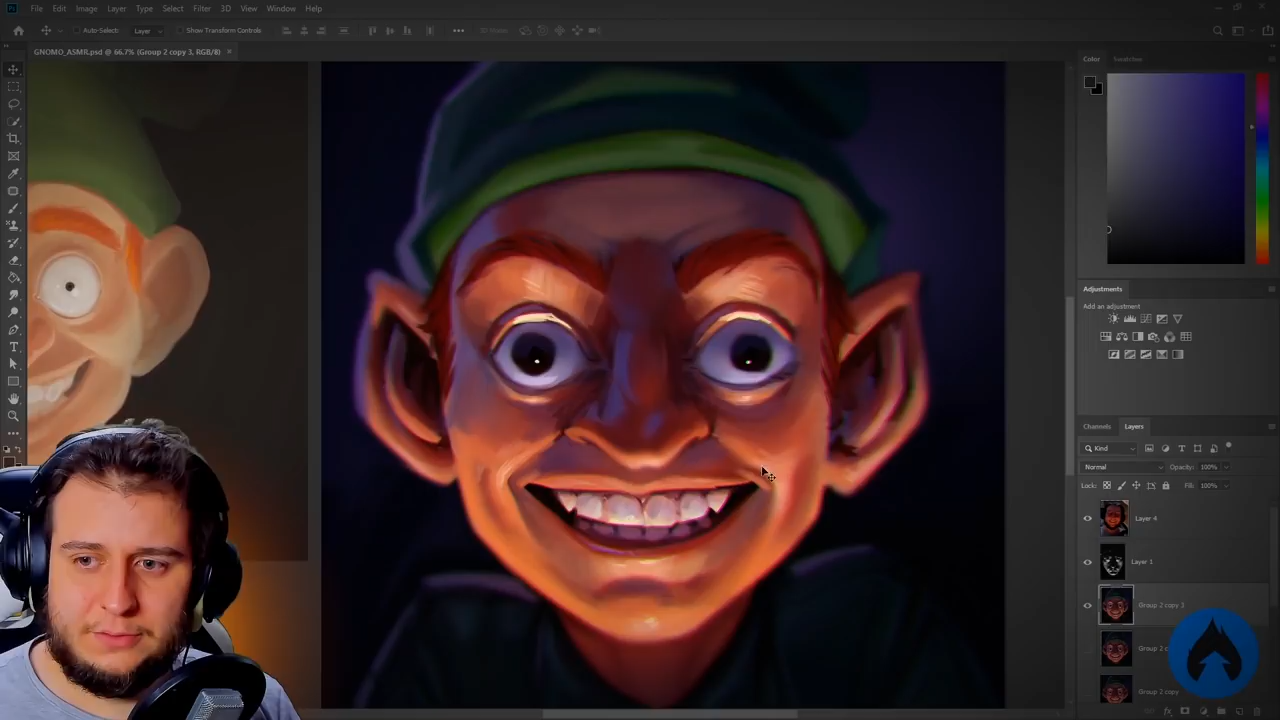 File Edit Image Layer Type Select Filter 3D View Window Help
Auto-Select: Layer Show Transform Controls
GNOMO_ASMR.psd @ 66.7% (Group 2 copy 3, RGB/8) ×
Color Swatches
Adjustments
Add an adjustment
Channels Layers
Kind
Normal Opacity: 100%
Lock: Fill: 100%
Layer 4
Layer 1
Group 2 copy 3
Group 2 c
Group 2 copy